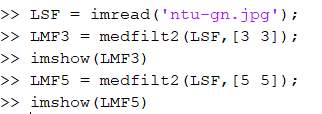 >> LSF = imread('ntu-gn.jpg');
>> LMF3 = medfilt2(LSF,[3 3]);
>> imshow(LMF3)
>> LMF5 = medfilt2(LSF,[5 5]);
>> imshow(LMF5)